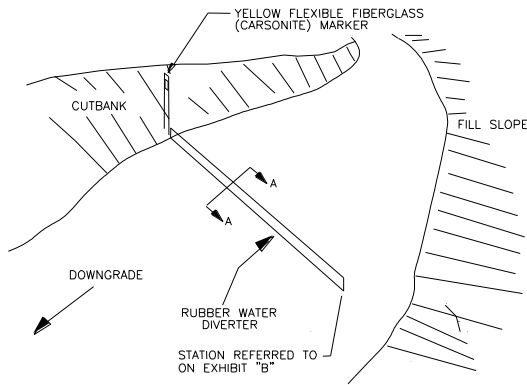 YELLOW FLEXIBLE FIBERGLASS
(CARSONITE) MARKER
CUTBANK
FILL SLOPE
A
A
DOWNGRADE
RUBBER WATER
DIVERTER
STATION REFERRED TO
ON EXHIBIT "B"